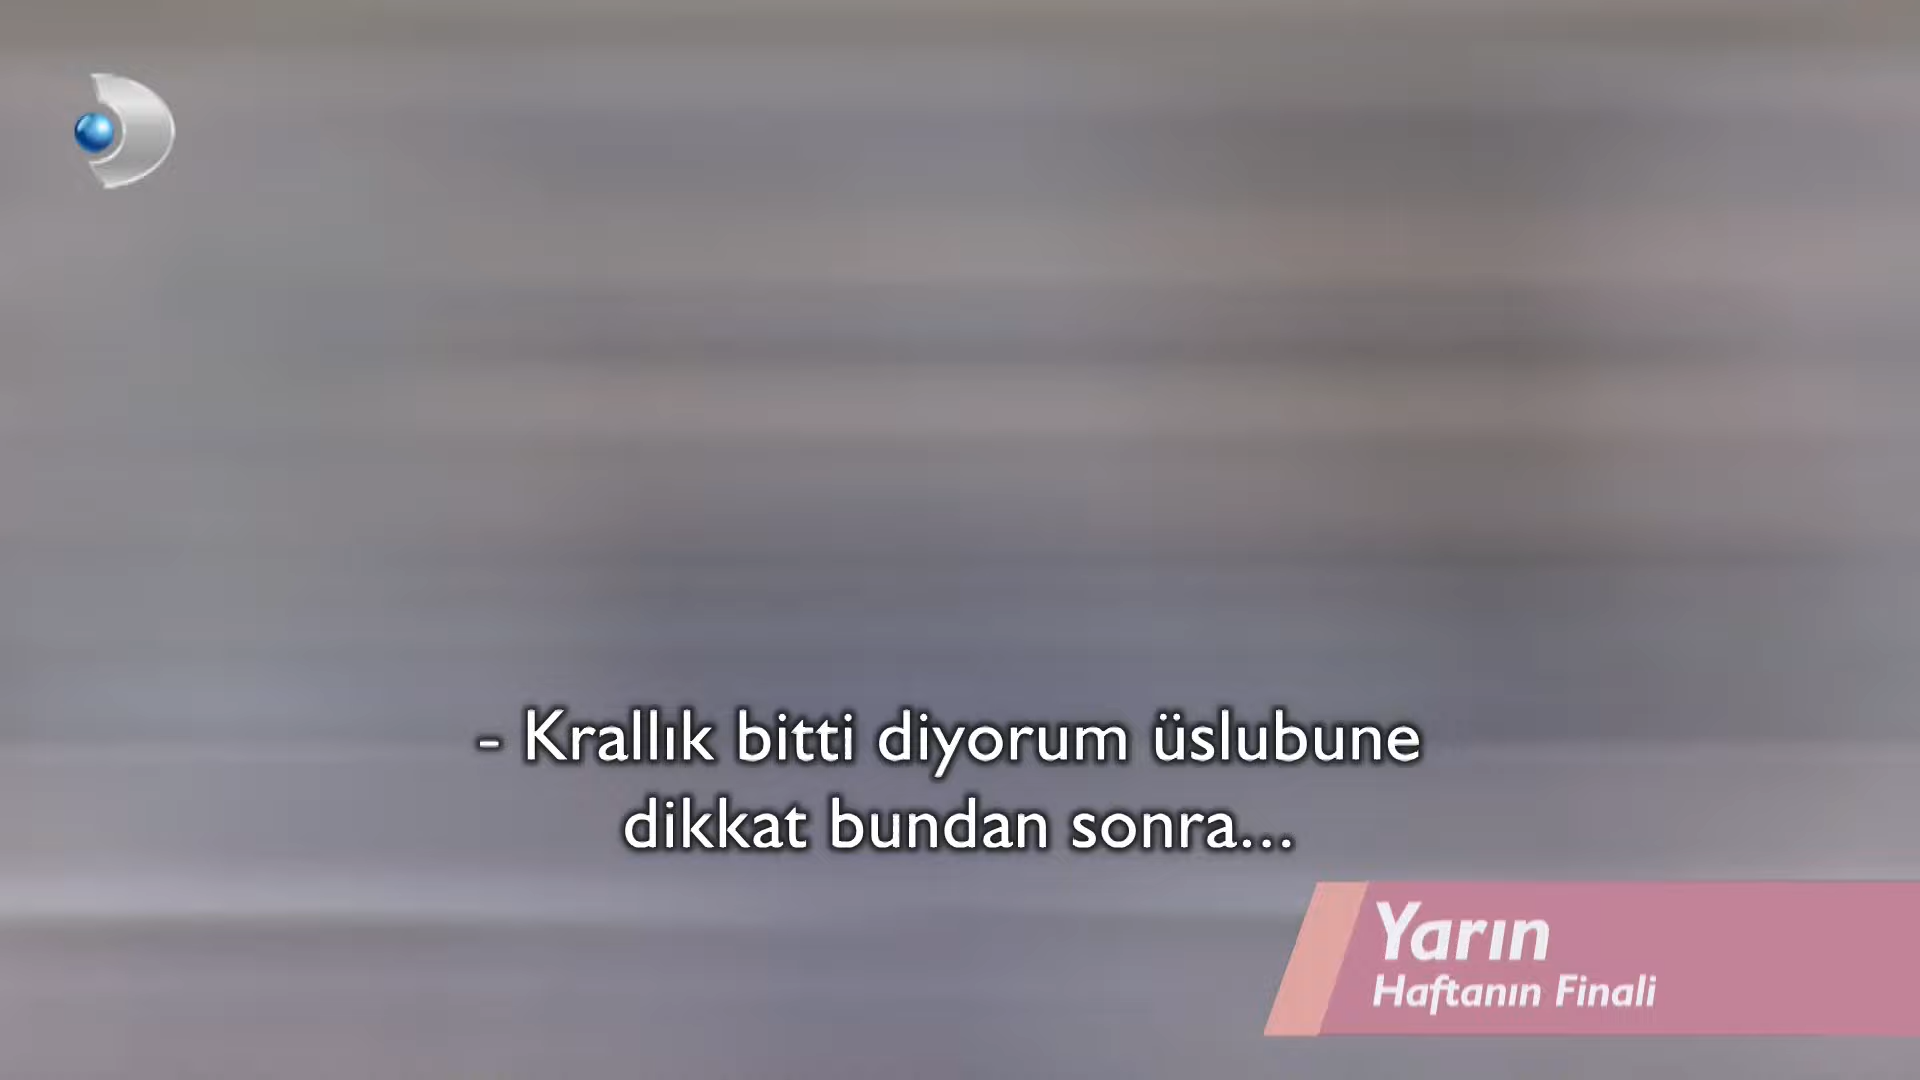 - Krallık bitti diyorum üslubune
dikkat bundan sonra...
Yarın
Haftanın Finali